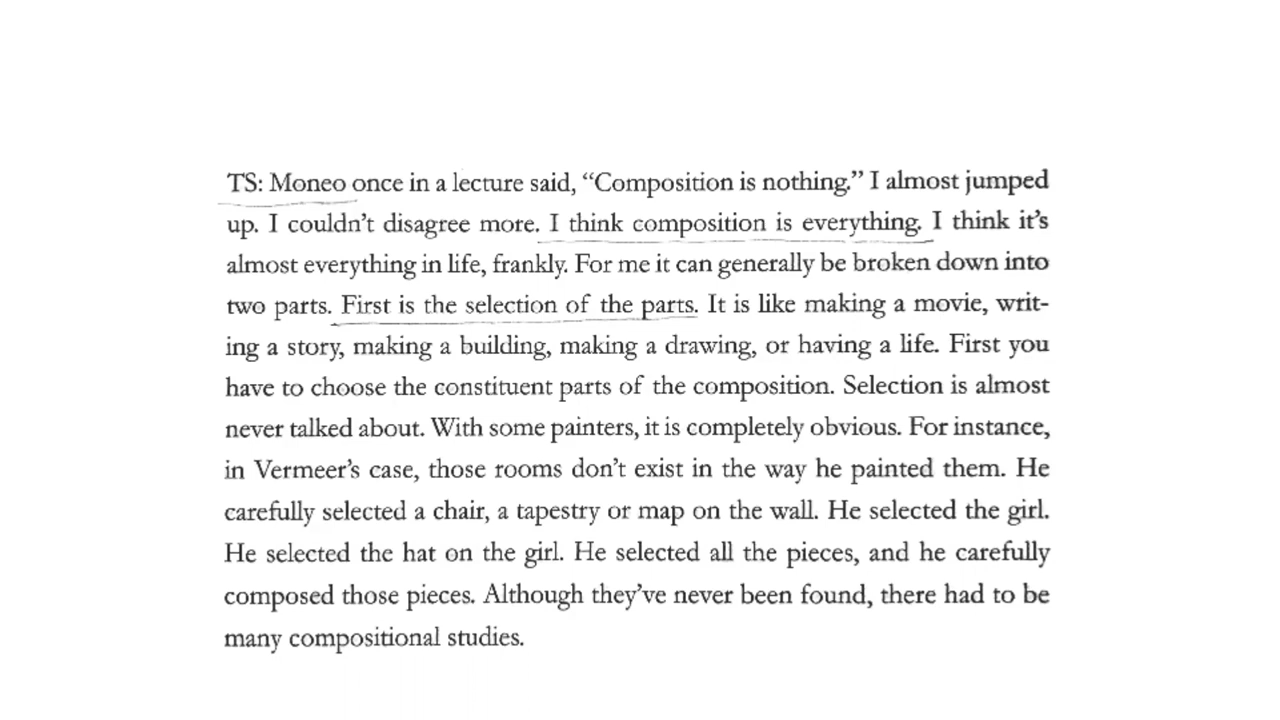 TS: Moneo once in a lecture said, “Composition is nothing.” I almost jumped
up. I couldn’t disagree more. I think composition is everything. I think it’s
almost everything in life, frankly. For me it can generally be broken down into
two parts. First is the selection of the parts. It is like making a movie, writ-
ing a story, making a building, making a drawing, or having a life. First you
have to choose the constituent parts of the composition. Selection is almost
never talked about. With some painters, it is completely obvious. For instance,
in Vermeer’s case, those rooms don’t exist in the way he painted them. He
carefully selected a chair, a tapestry or map on the wall. He selected the girl.
He selected the hat on the girl. He selected all the pieces, and he carefully
composed those pieces. Although they’ve never been found, there had to be
many compositional studies.